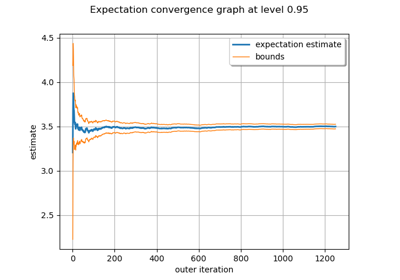 Expectation convergence graph at level 0.95
expectation estimate
bounds
4.5
4.0
3.5
3.0
2.5
estimate
0
200
400
600
800
1000
1200
outer iteration